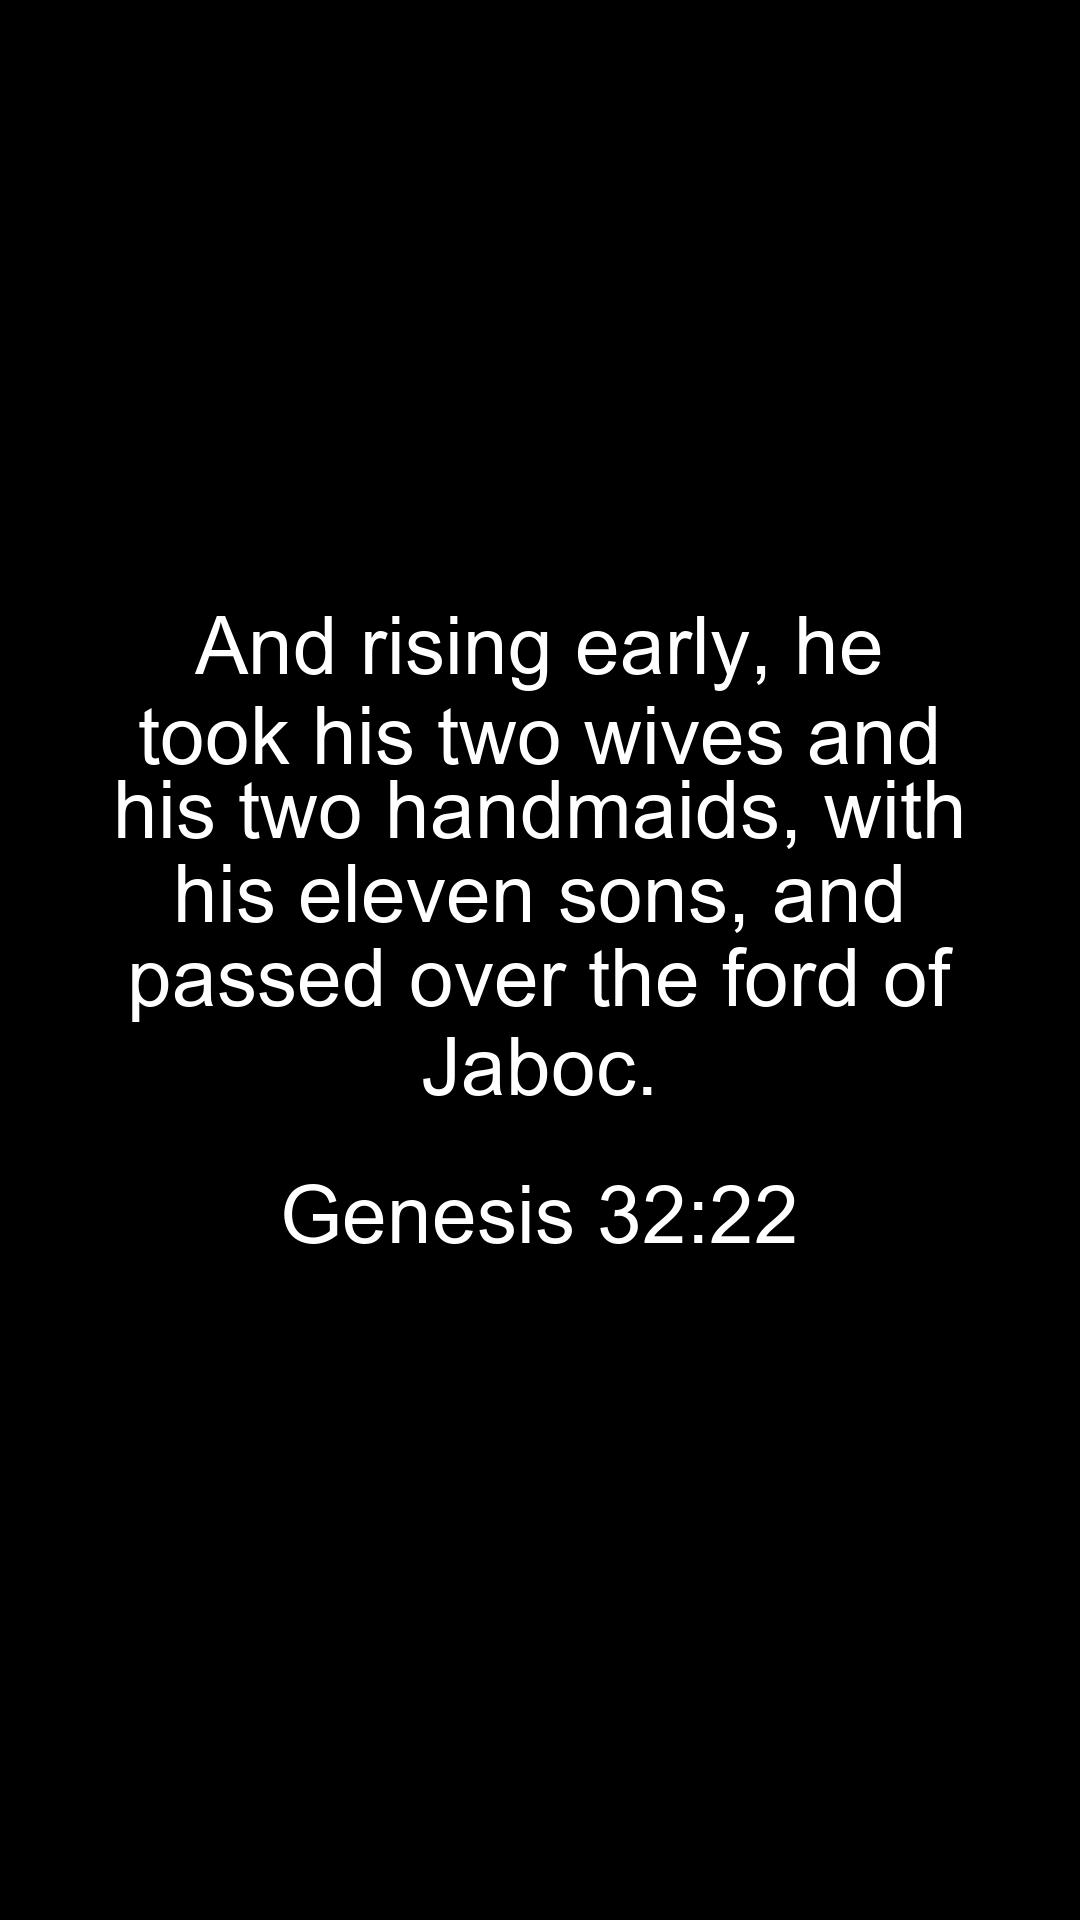 And rising early, he
took his two wives and
his two handmaids, with
his eleven sons, and
passed over the ford of
Jaboc.
Genesis 32:22